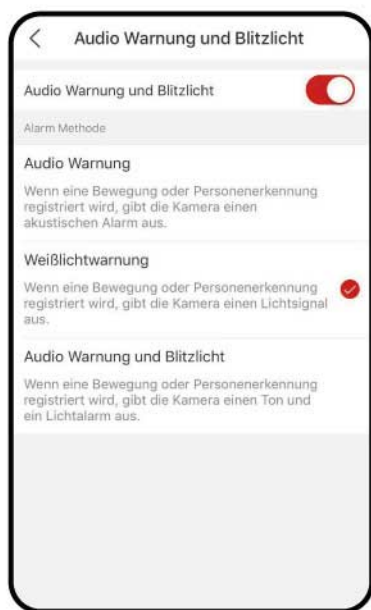 Audio Warnung und Blitzlicht
Audio Warnung und Blitzlicht
Alarm Methode
Audio Warnung
Wenn eine Bewegung oder Personenerkennung
registriert wird, gibt die Kamera einen
akustischen Alarm aus.
Weißlichtwarnung
Wenn eine Bewegung oder Personenerkennung
registriert wird, gibt die Kamera einen Lichtsignal
aus.
Audio Warnung und Blitzlicht
Wenn eine Bewegung oder Personenerkennung
registriert wird, gibt die Kamera einen Ton und
ein Lichtalarm aus.